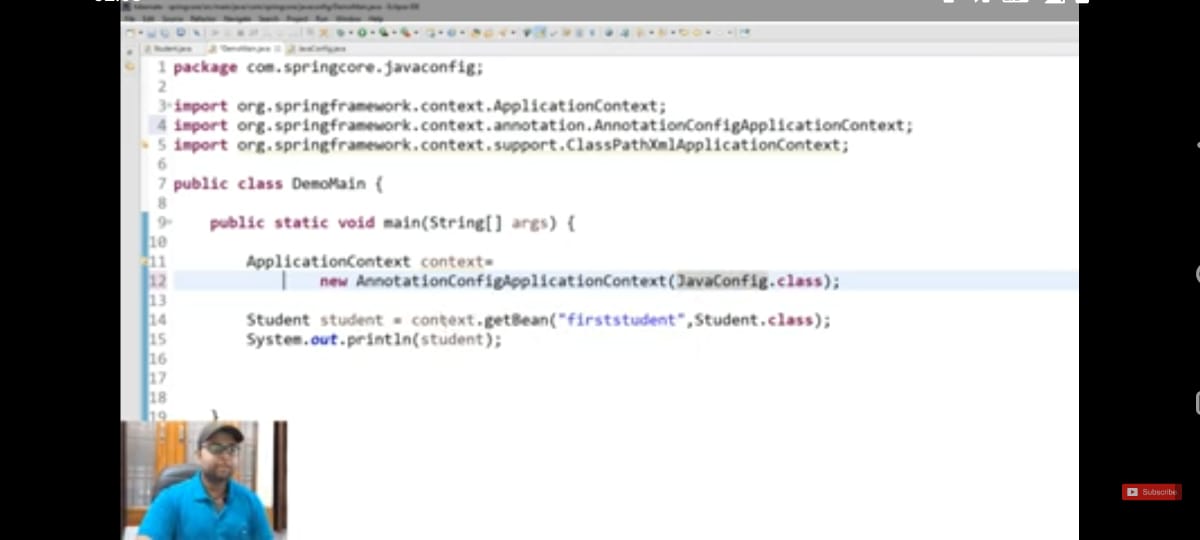 Student.java *DemoMain.java JavaConfig.java
1 package com.springcore.javaconfig;
2
3 import org.springframework.context.ApplicationContext;
4 import org.springframework.context.annotation.AnnotationConfigApplicationContext;
5 import org.springframework.context.support.ClassPathXmlApplicationContext;
6
7 public class DemoMain {
8
9 public static void main(String[] args) {
10
11 ApplicationContext context=
12 new AnnotationConfigApplicationContext(JavaConfig.class);
13
14 Student student = context.getBean("firststudent",Student.class);
15 System.out.println(student);
16
17
18
19 }
Subscribe